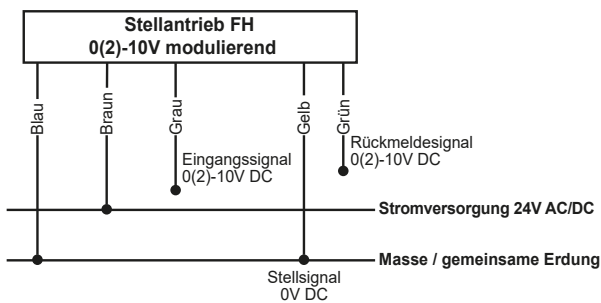 Stellantrieb FH
0(2)-10V modulierend
Blau
Braun
Grau
Gelb
Grün
Eingangssignal
0(2)-10V DC
Rückmeldesignal
0(2)-10V DC
Stromversorgung 24V AC/DC
Masse / gemeinsame Erdung
Stellsignal
0V DC